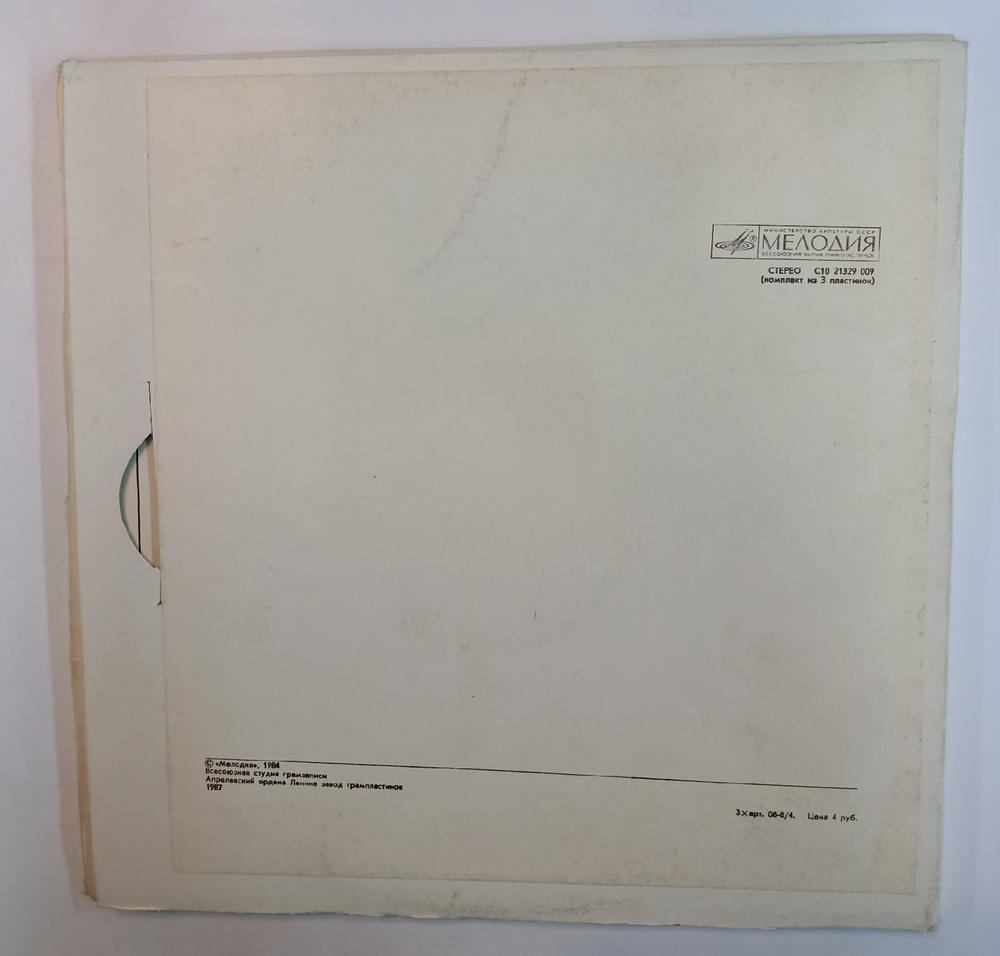 МИНИСТЕРСТВО КУЛЬТУРЫ СССР
МЕЛОДИЯ
ВСЕСОЮЗНАЯ ФИРМА ГРАМПЛАСТИНОК
СТЕРЕО С10 21329 009
(комплект из 3 пластинок)
© «Мелодия», 1984
Всесоюзная студия грамзаписи
Апрелевский ордена Ленина завод грампластинок
1987
3×арт. 08-8/4. Цена 4 руб.